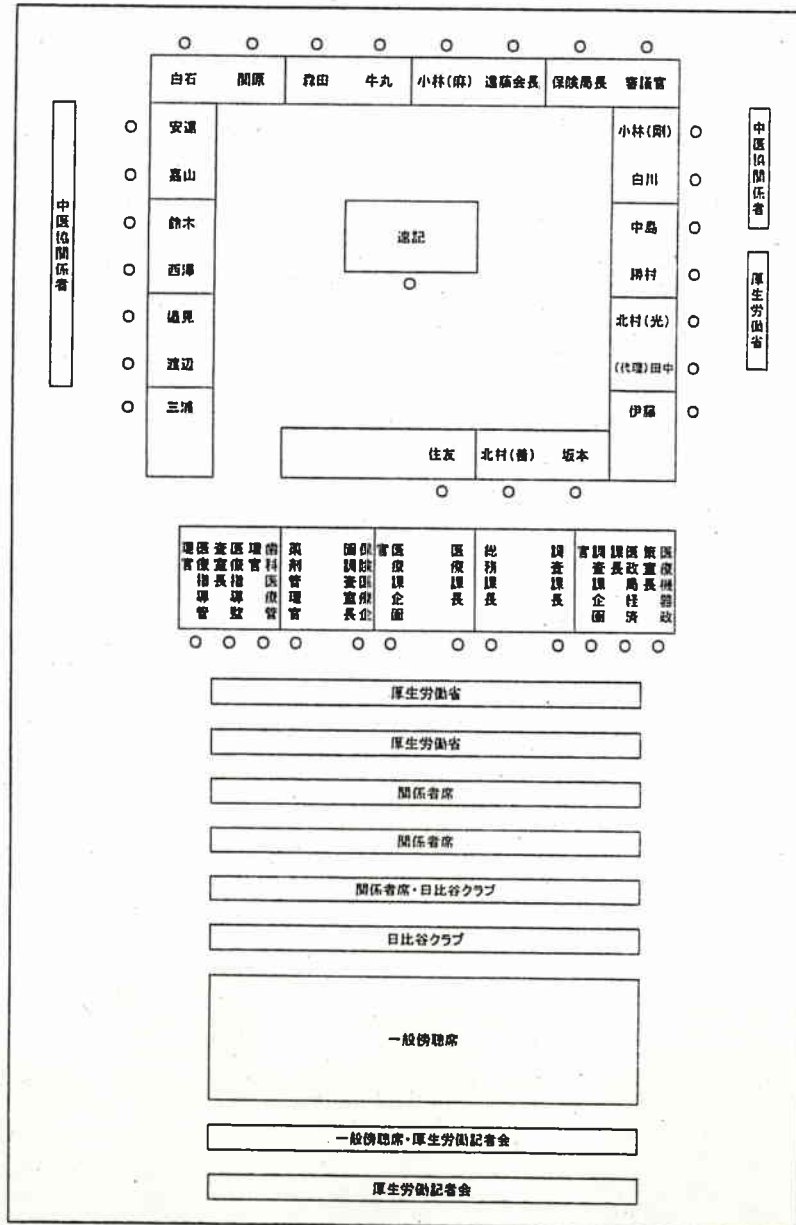 白石 関原 森田 牛丸 小林(麻) 遠藤会長 保険局長 審議官
中医協関係者
安達
嘉山
鈴木
西澤
邉見
渡辺
三浦
速記
小林(剛)
白川
中島
勝村
北村(光)
(代理)田中
伊藤
中医協関係者
厚生労働省
住友 北村(善) 坂本
医療指導管理官
医療指導監査室長
歯科医療管理官
薬剤管理官
保険医療企画調査室長
医療課企画官
医療課長
総務課長
調査課長
調査課企画官
医政局経済課長
医療機器政策室長
厚生労働省
厚生労働省
関係者席
関係者席
関係者席・日比谷クラブ
日比谷クラブ
一般傍聴席
一般傍聴席・厚生労働記者会
厚生労働記者会